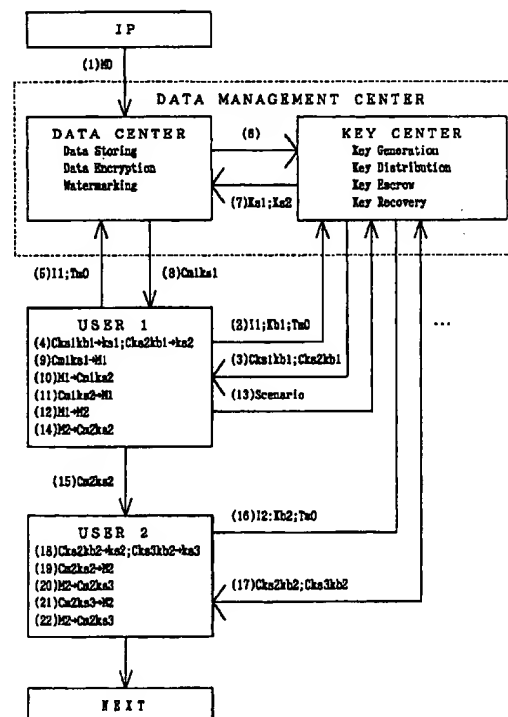 IP
(1)M0
DATA MANAGEMENT CENTER
DATA CENTER
Data Storing
Data Encryption
Watermarking
(6)
KEY CENTER
Key Generation
Key Distribution
Key Escrow
Key Recovery
(7)Ks1;Ks2
(5)I1;Tm0
(8)Cm1ks1
USER 1
(4)Cks1kb1→ks1;Cks2kb1→ks2
(9)Cm1ks1→M1
(10)M1→Cm1ks2
(11)Cm1ks2→M1
(12)M1→M2
(14)M2→Cm2ks2
(2)I1;Kb1;Tm0
(3)Cks1kb1;Cks2kb1
(13)Scenario
...
(15)Cm2ks2
USER 2
(18)Cks2kb2→ks2;Cks3kb2→ks3
(19)Cm2ks2→M2
(20)M2→Cm2ks3
(21)Cm2ks3→M2
(22)M2→Cm2ks3
(16)I2:Kb2;Tm0
(17)Cks2kb2;Cks3kb2
NEXT